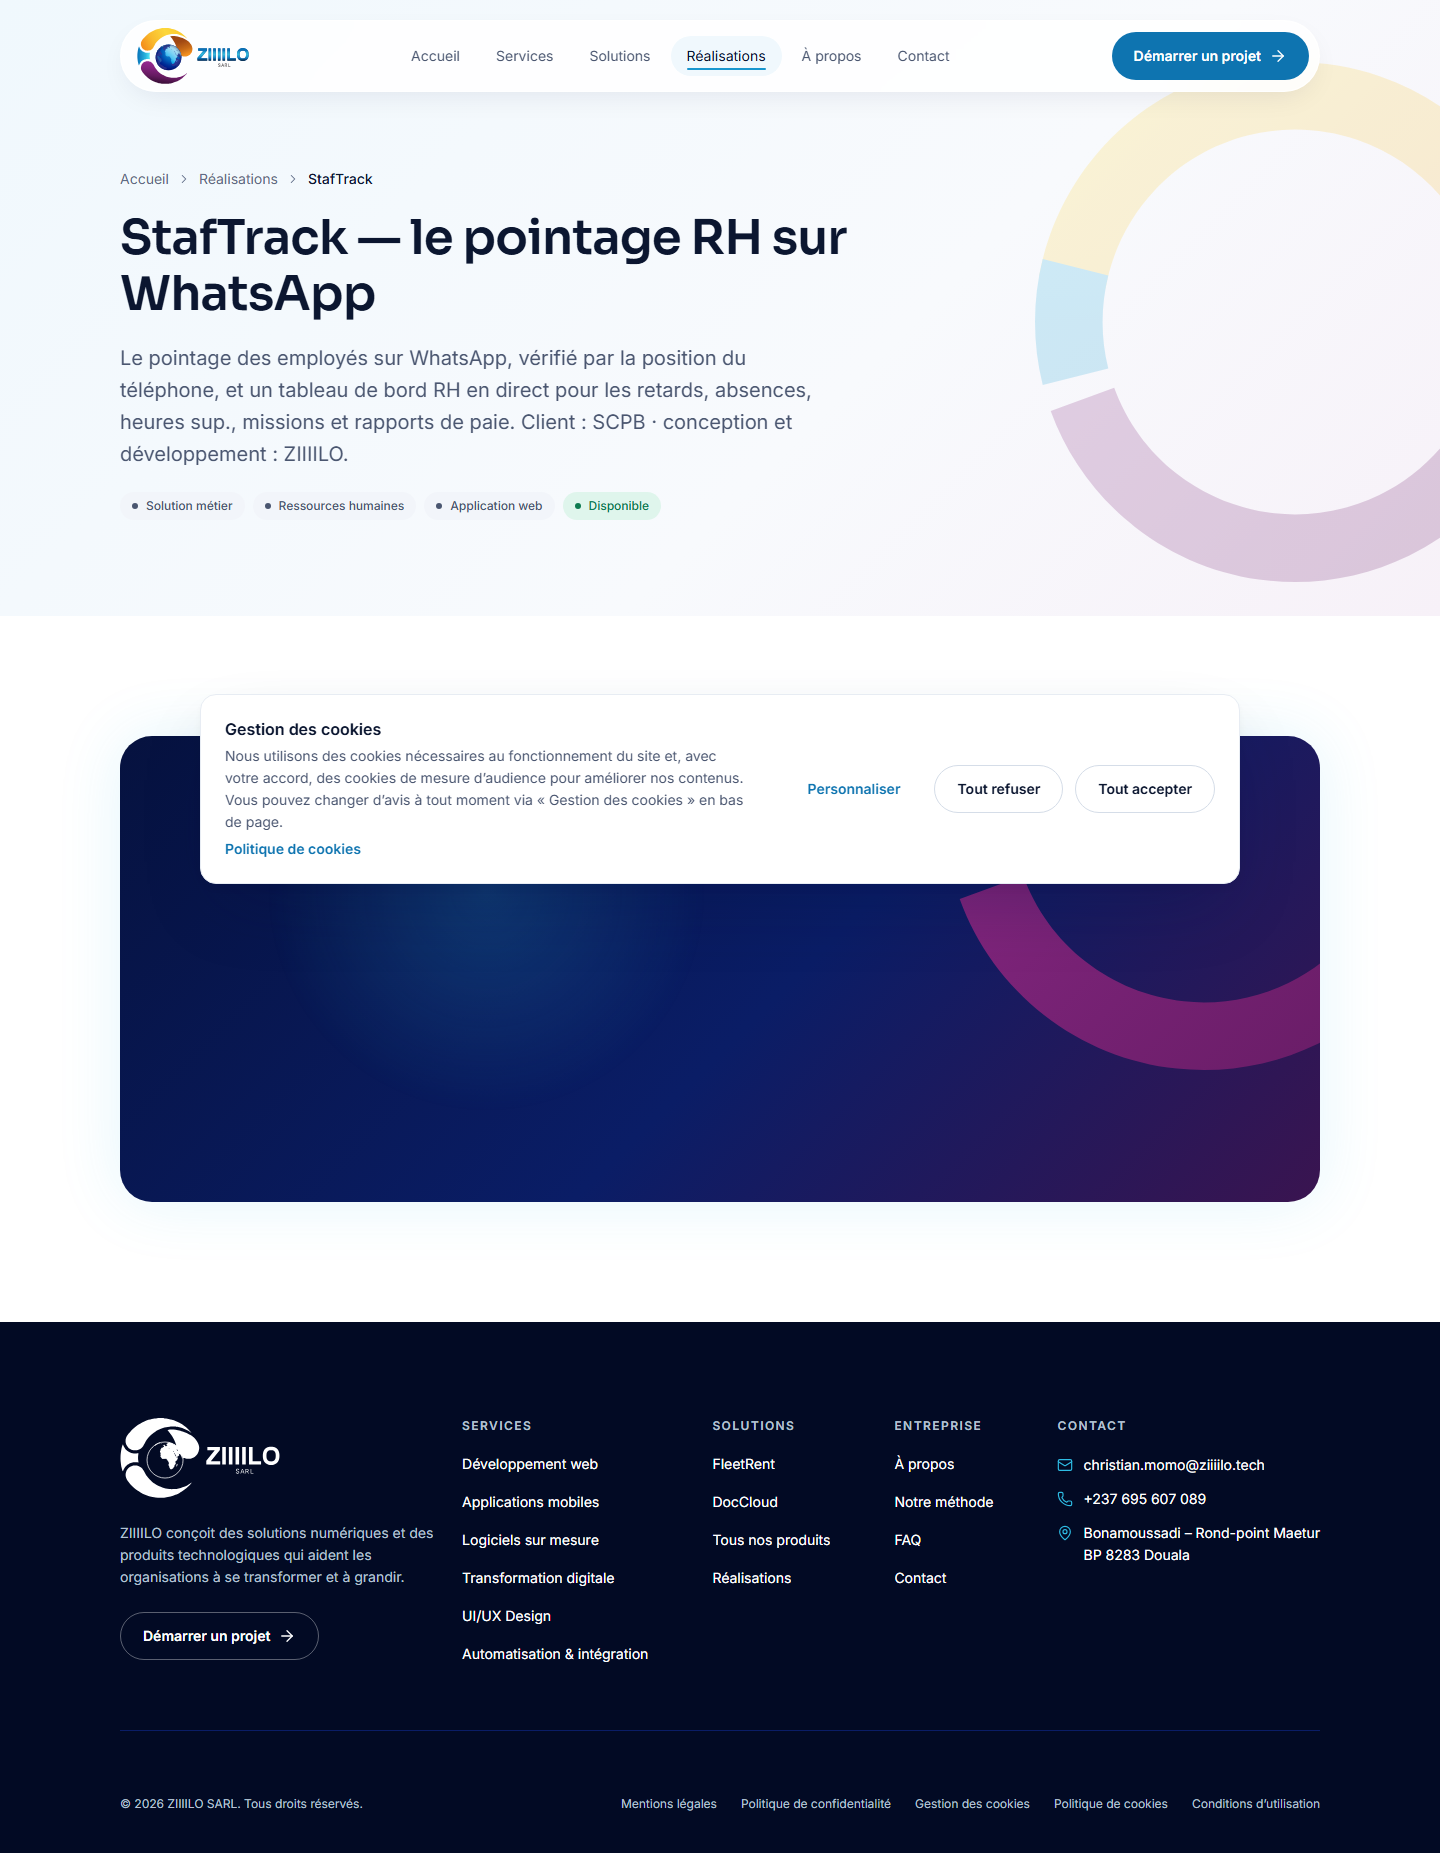 ZIIIILO
SARL
Accueil
Services
Solutions
Réalisations
À propos
Contact
Démarrer un projet
Accueil > Réalisations > StafTrack
StafTrack — le pointage RH sur
WhatsApp
Le pointage des employés sur WhatsApp, vérifié par la position du
téléphone, et un tableau de bord RH en direct pour les retards, absences,
heures sup., missions et rapports de paie. Client : SCPB · conception et
développement : ZIIIILO.
Solution métier
Ressources humaines
Application web
Disponible
Gestion des cookies
Nous utilisons des cookies nécessaires au fonctionnement du site et, avec
votre accord, des cookies de mesure d’audience pour améliorer nos contenus.
Vous pouvez changer d’avis à tout moment via « Gestion des cookies » en bas
de page.
Politique de cookies
Personnaliser
Tout refuser
Tout accepter
ZIIIILO
SARL
ZIIIILO conçoit des solutions numériques et des
produits technologiques qui aident les
organisations à se transformer et à grandir.
Démarrer un projet
SERVICES
Développement web
Applications mobiles
Logiciels sur mesure
Transformation digitale
UI/UX Design
Automatisation & intégration
SOLUTIONS
FleetRent
DocCloud
Tous nos produits
Réalisations
ENTREPRISE
À propos
Notre méthode
FAQ
Contact
CONTACT
christian.momo@ziiiilo.tech
+237 695 607 089
Bonamoussadi – Rond-point Maetur
BP 8283 Douala
© 2026 ZIIIILO SARL. Tous droits réservés.
Mentions légales
Politique de confidentialité
Gestion des cookies
Politique de cookies
Conditions d’utilisation